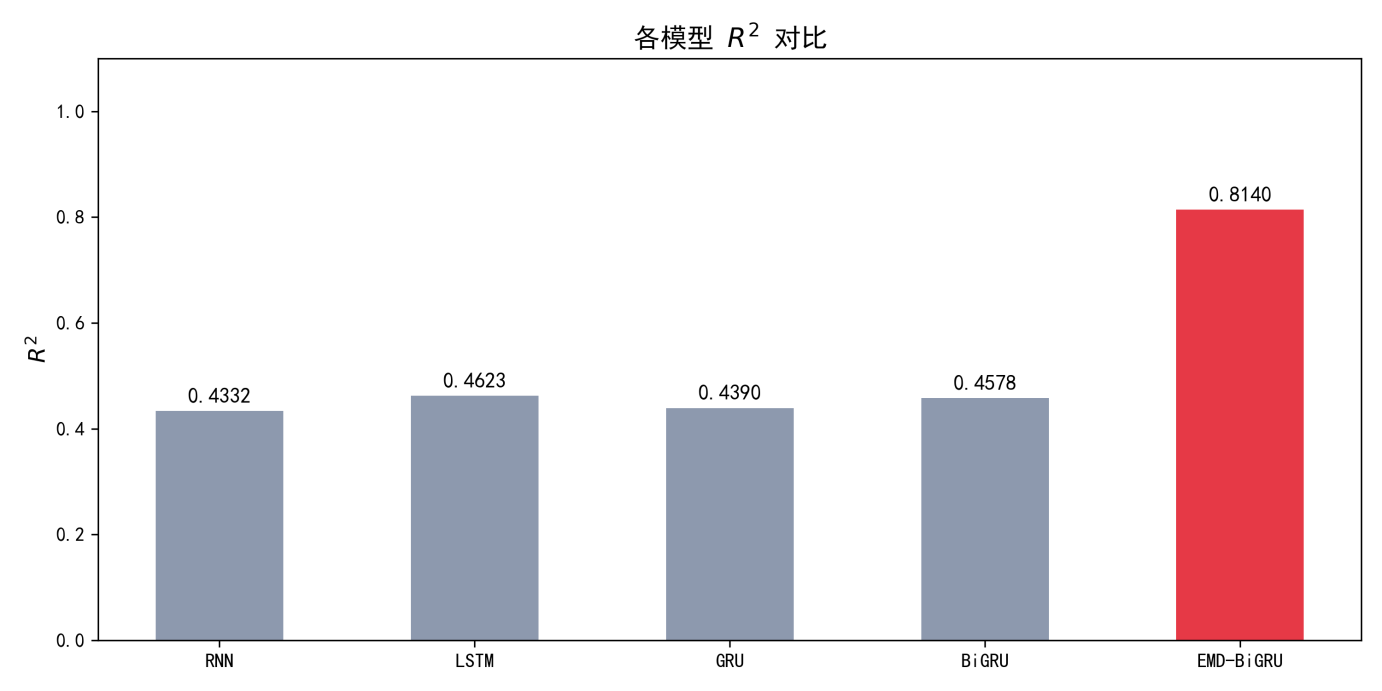 各模型 R² 对比
R²
1.0
0.8
0.6
0.4
0.2
0.0
0.4332
0.4623
0.4390
0.4578
0.8140
RNN
LSTM
GRU
BiGRU
EMD-BiGRU